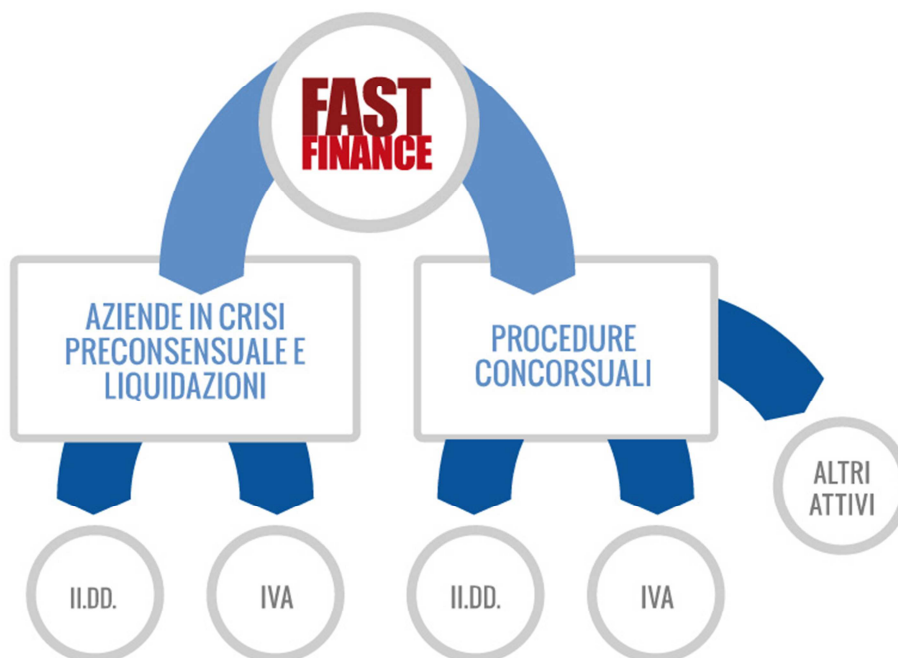 FAST
FINANCE
AZIENDE IN CRISI
PRECONSENSUALE E
LIQUIDAZIONI
PROCEDURE
CONCORSUALI
ALTRI
ATTIVI
II.DD.
IVA
II.DD.
IVA